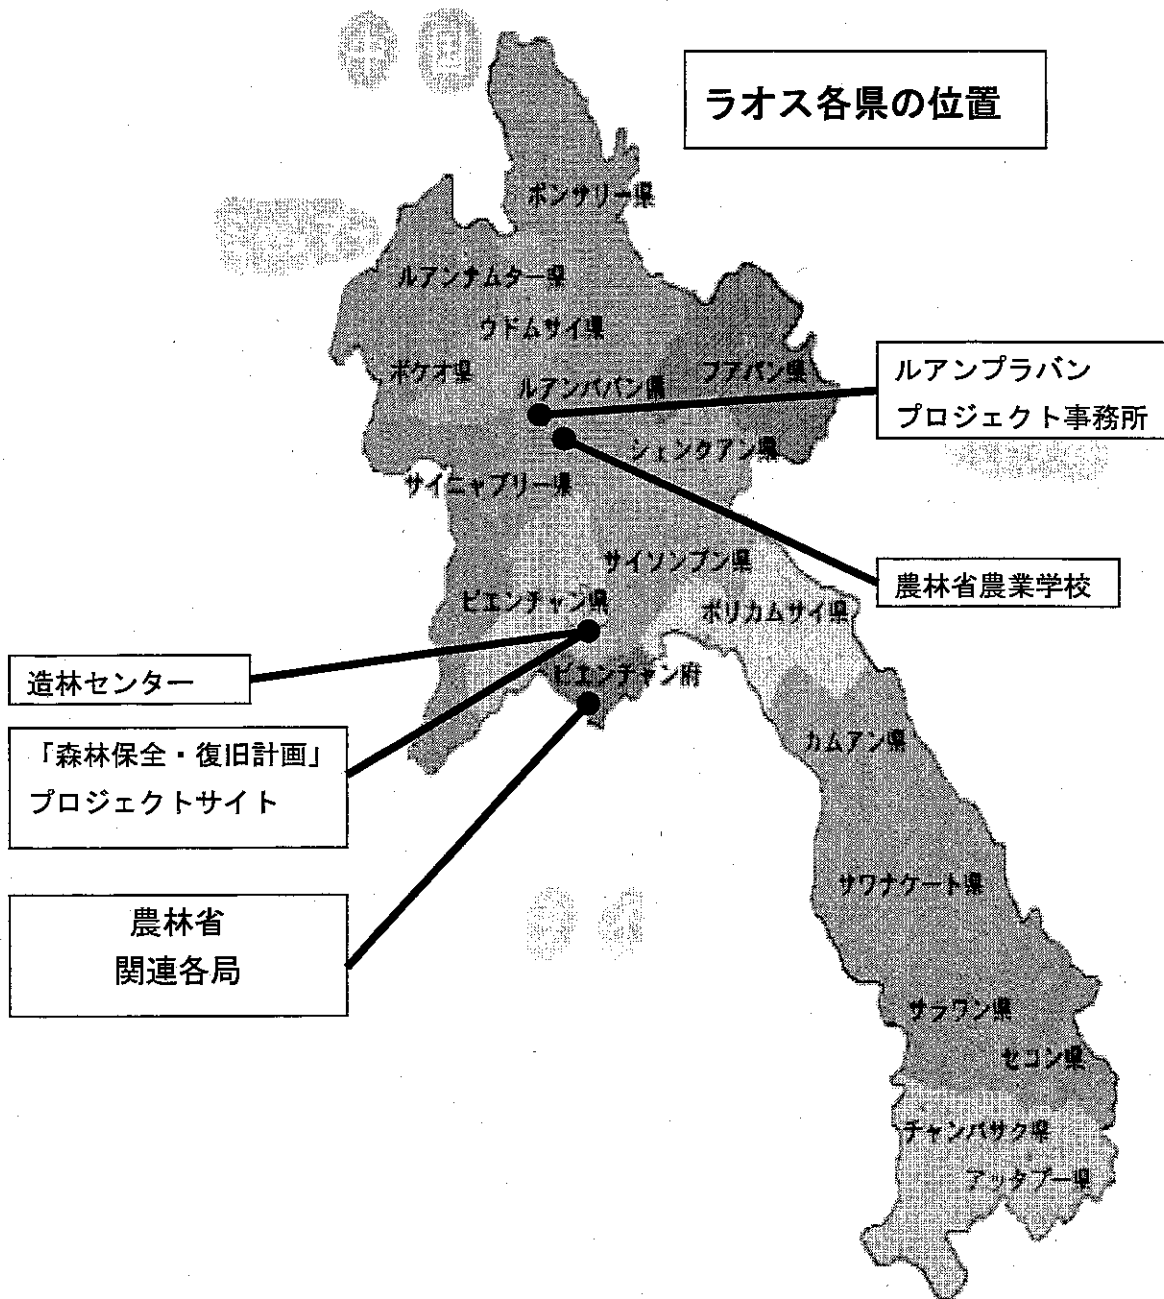 中国
ラオス各県の位置
ポンサリー県
ルアンナムター県
ウドムサイ県
ボケオ県
ルアンパバン県
フアパン県
ルアンプラバン
プロジェクト事務所
シェンクアン県
サイニャブリー県
サイソンブン県
農林省農業学校
ビエンチャン県
ボリカムサイ県
造林センター
ビエンチャン府
「森林保全・復旧計画」
プロジェクトサイト
カムアン県
サワナケート県
タイ
農林省
関連各局
サラワン県
セコン県
チャンパサク県
アッタプー県